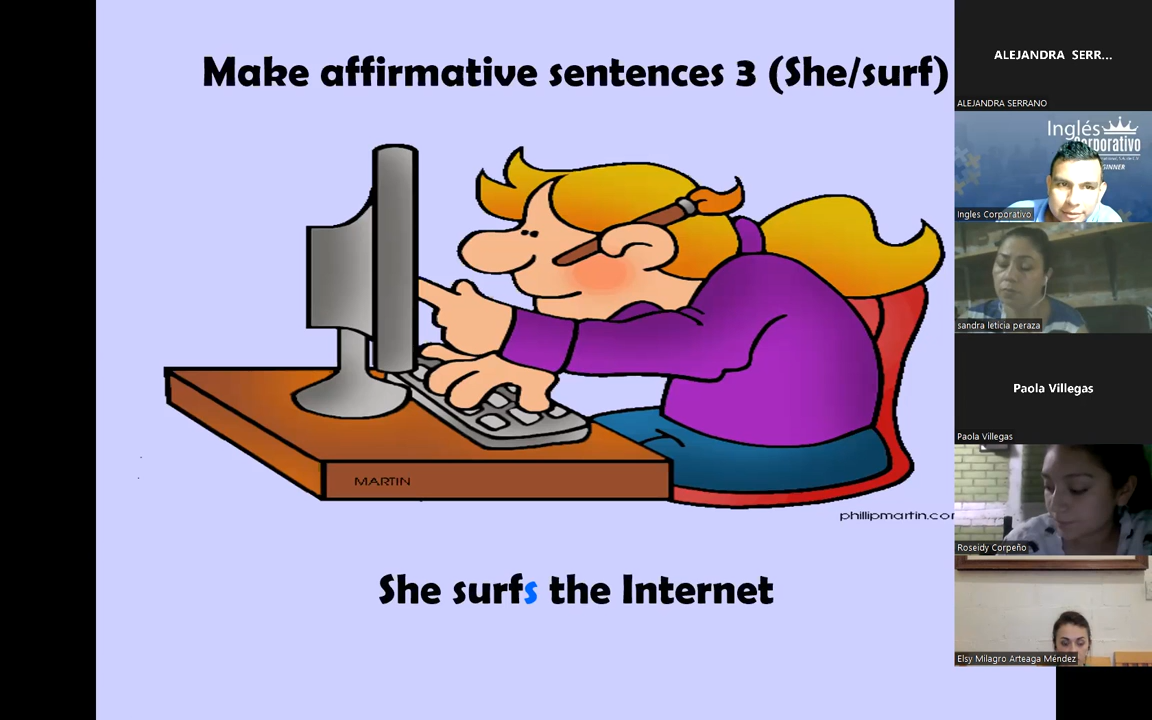 Make affirmative sentences 3 (She/surf)
MARTIN
phillipmartin.co
She surfs the Internet
ALEJANDRA SERR...
ALEJANDRA SERRANO
Inglés
Corporativo
Ingles Corporativo
sandra leticia peraza
Paola Villegas
Paola Villegas
Roseidy Corpeño
Elsy Milagro Arteaga Méndez